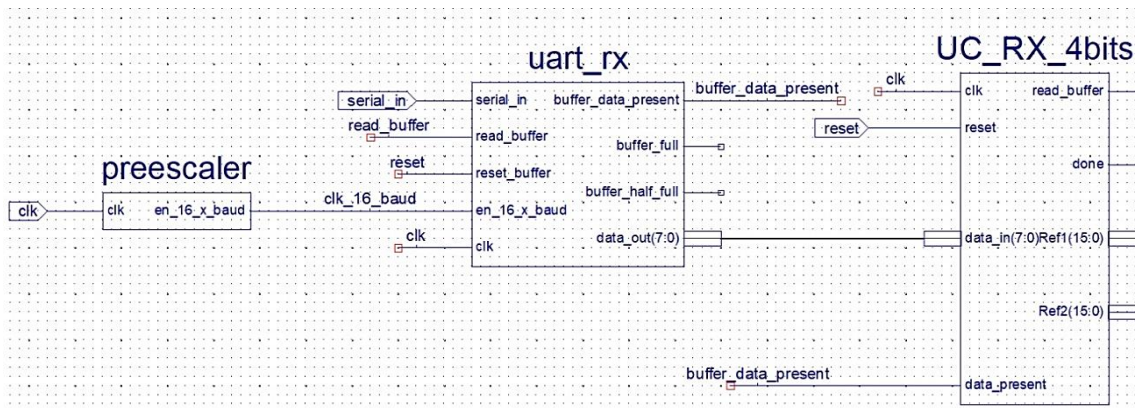 preescaler
clk
clk
en_16_x_baud
clk_16_baud
uart_rx
serial_in
serial_in
buffer_data_present
buffer_data_present
read_buffer
read_buffer
buffer_full
reset
reset_buffer
buffer_half_full
en_16_x_baud
clk
clk
data_out(7:0)
UC_RX_4bits
clk
clk
read_buffer
reset
reset
done
data_in(7:0)
Ref1(15:0)
Ref2(15:0)
buffer_data_present
data_present